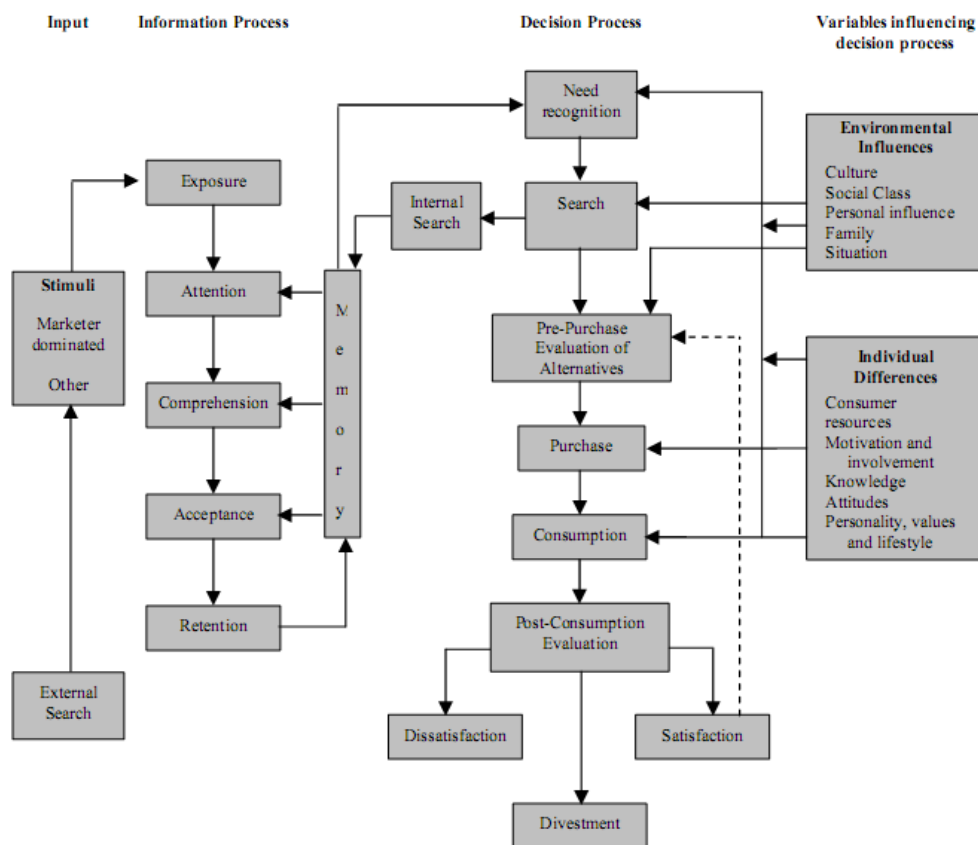 Input
Information Process
Decision Process
Variables influencing
decision process
Need
recognition
Environmental
Influences
Culture
Social Class
Personal influence
Family
Situation
Exposure
Internal
Search
Search
Stimuli
Marketer
dominated
Other
Attention
M
e
m
o
r
y
Pre-Purchase
Evaluation of
Alternatives
Individual
Differences
Consumer
resources
Motivation and
involvement
Knowledge
Attitudes
Personality, values
and lifestyle
Comprehension
Purchase
Acceptance
Consumption
Retention
Post-Consumption
Evaluation
External
Search
Dissatisfaction
Satisfaction
Divestment